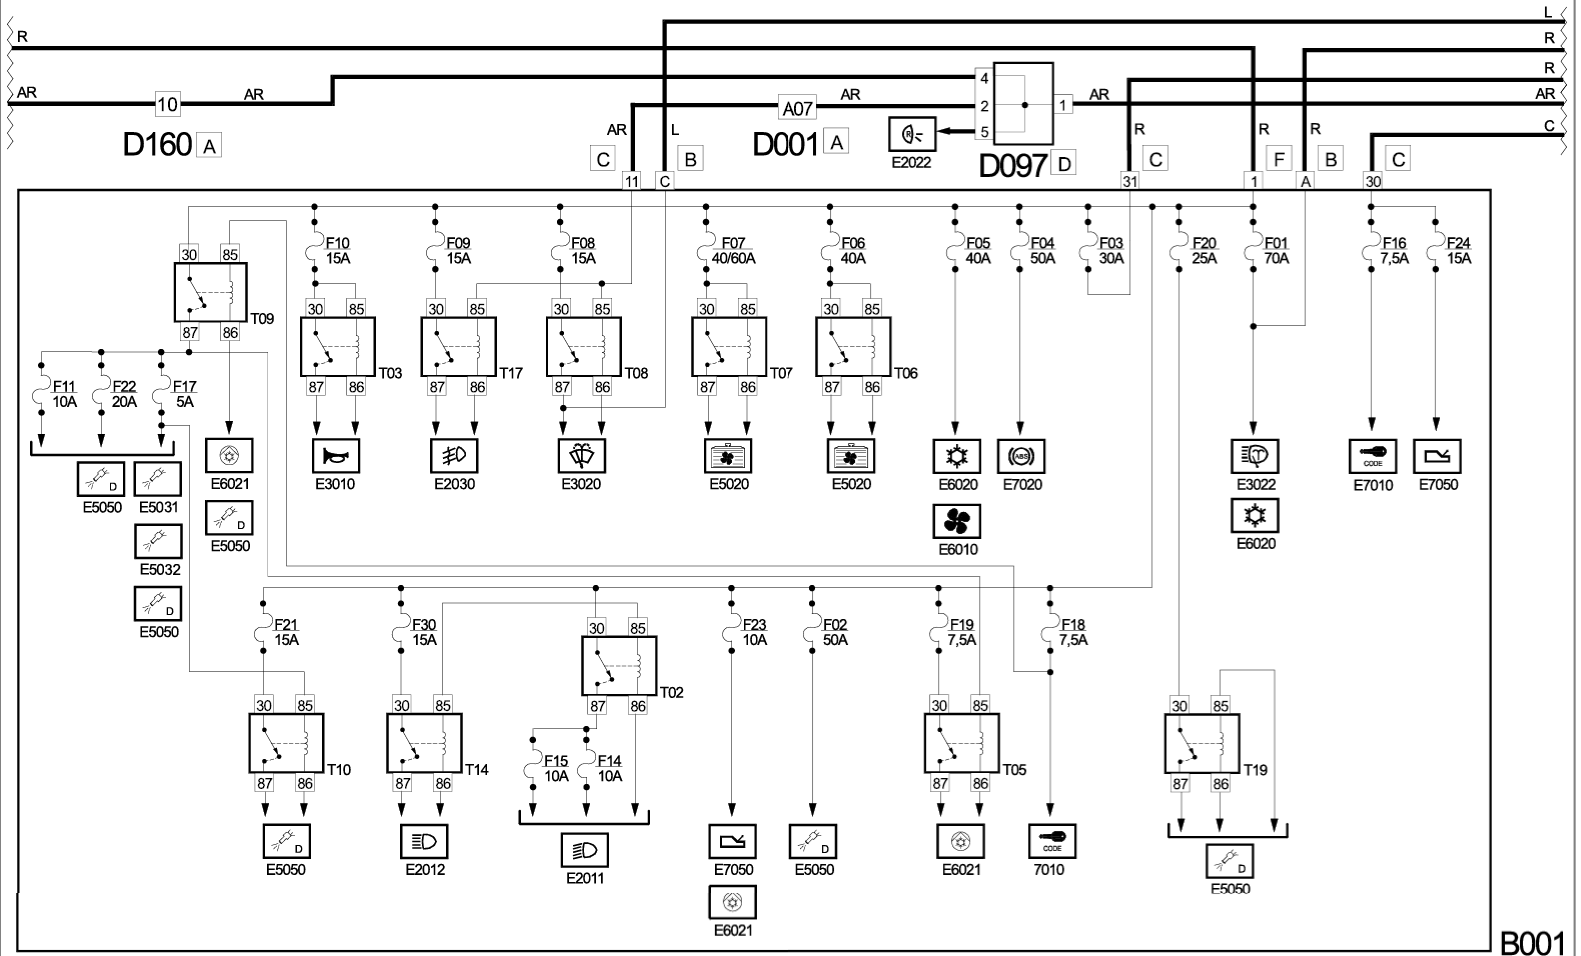 L
R R
R
AR 10 AR 4 AR 1 AR
A07 AR 2
5
D160 A D001 A E2022 D097 D
AR L R R R C
C B C F B C
11 C 31 1 A 30
F10 F09 F08 F07 F06 F05 F04 F03 F20 F01 F16 F24
15A 15A 15A 40/60A 40A 40A 50A 30A 25A 70A 7,5A 15A
30 85
T09
87 86
30 85 30 85 30 85 30 85 30 85
T03 T17 T08 T07 T06
87 86 87 86 87 86 87 86 87 86
F11 F22 F17
10A 20A 5A
ABS CODE
E6021 E3010 E2030 E3020 E5020 E5020 E6020 E7020 E3022 E7010 E7050
D
E5050 E5031
D
E5050 E6010 E6020
E5032
D
E5050
F21 F30 F23 F02 F19 F18
15A 15A 10A 50A 7,5A 7,5A
30 85
T02
87 86
30 85 30 85 30 85 30 85
T10 T14 T05 T19
87 86 87 86 87 86 87 86
F15 F14
10A 10A
D D CODE
E5050 E2012 E2011 E7050 E5050 E6021 7010
D
E5050
E6021
B001